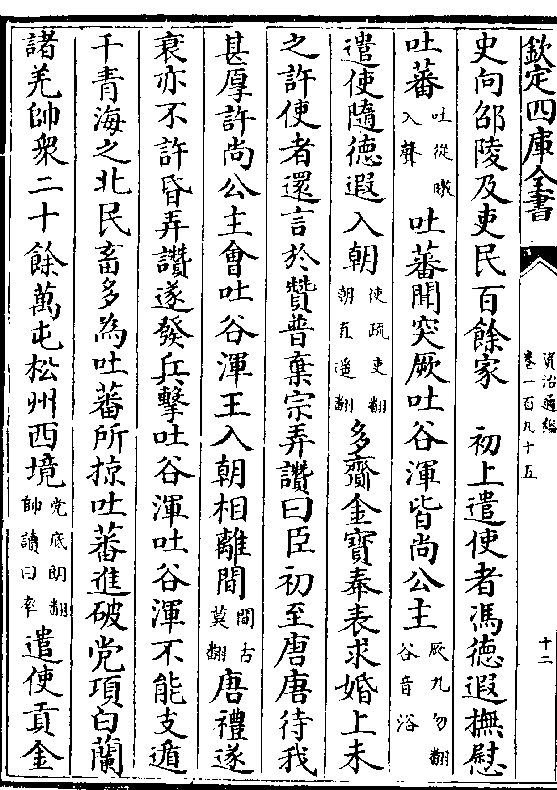 欽定四庫全書
資治通鑑
卷一百九十五
十二
史向邵陵及吏民百餘家　初上遣使者馮德遐撫慰
吐蕃吐從暾入聲吐蕃聞突厥吐谷渾皆尚公主厥九勿翻谷音浴
遣使隨德遐入朝使疏吏翻朝直遥翻多齎金寶奉表求婚上未
之許使者還言於贊普棄宗弄讚曰臣初至唐唐待我
甚厚許尚公主會吐谷渾王入朝相離間間古莧翻唐禮遂
衰亦不許昏弄讚遂發兵擊吐谷渾吐谷渾不能支遁
于青海之北民畜多為吐蕃所掠吐蕃進破党項白蘭
諸羌帥衆二十餘萬屯松州西境党底朗翻帥讀曰率遣使貢金